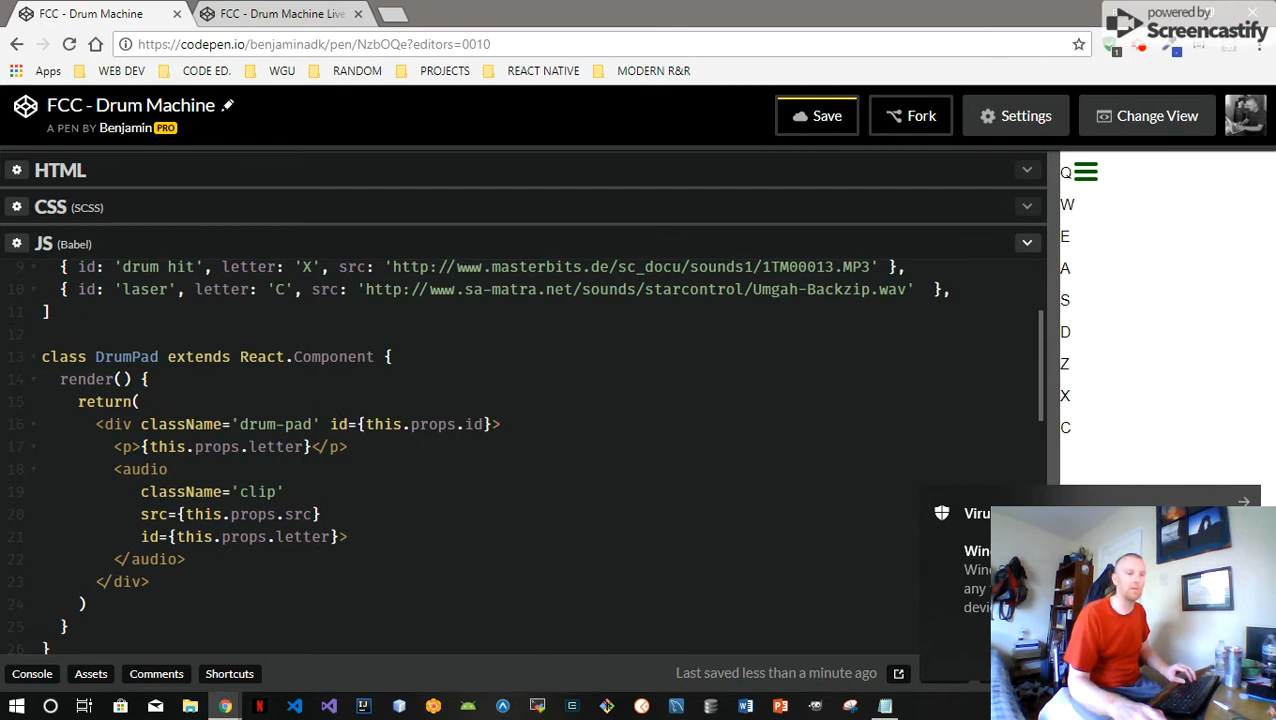 FCC - Drum Machine
FCC - Drum Machine Live
powered by
Screencastify
https://codepen.io/benjaminadk/pen/NzbOQe?editors=0010
Apps WEB DEV CODE ED. WGU RANDOM PROJECTS REACT NATIVE MODERN R&R
FCC - Drum Machine
A PEN BY Benjamin PRO
Save Fork Settings Change View
HTML
CSS (SCSS)
JS (Babel)
9 { id: 'drum hit', letter: 'X', src: 'http://www.masterbits.de/sc_docu/sounds1/1TM00013.MP3' },
10 { id: 'laser', letter: 'C', src: 'http://www.sa-matra.net/sounds/starcontrol/Umgah-Backzip.wav' },
11 ]
12
13 class DrumPad extends React.Component {
14 render() {
15 return(
16 <div className='drum-pad' id={this.props.id}>
17 <p>{this.props.letter}</p>
18 <audio
19 className='clip'
20 src={this.props.src}
21 id={this.props.letter}>
22 </audio>
23 </div>
24 )
25 }
26 }
Q
W
E
A
S
D
Z
X
C
Viru
Win
Wind
any
devi
Console Assets Comments Shortcuts
Last saved less than a minute ago